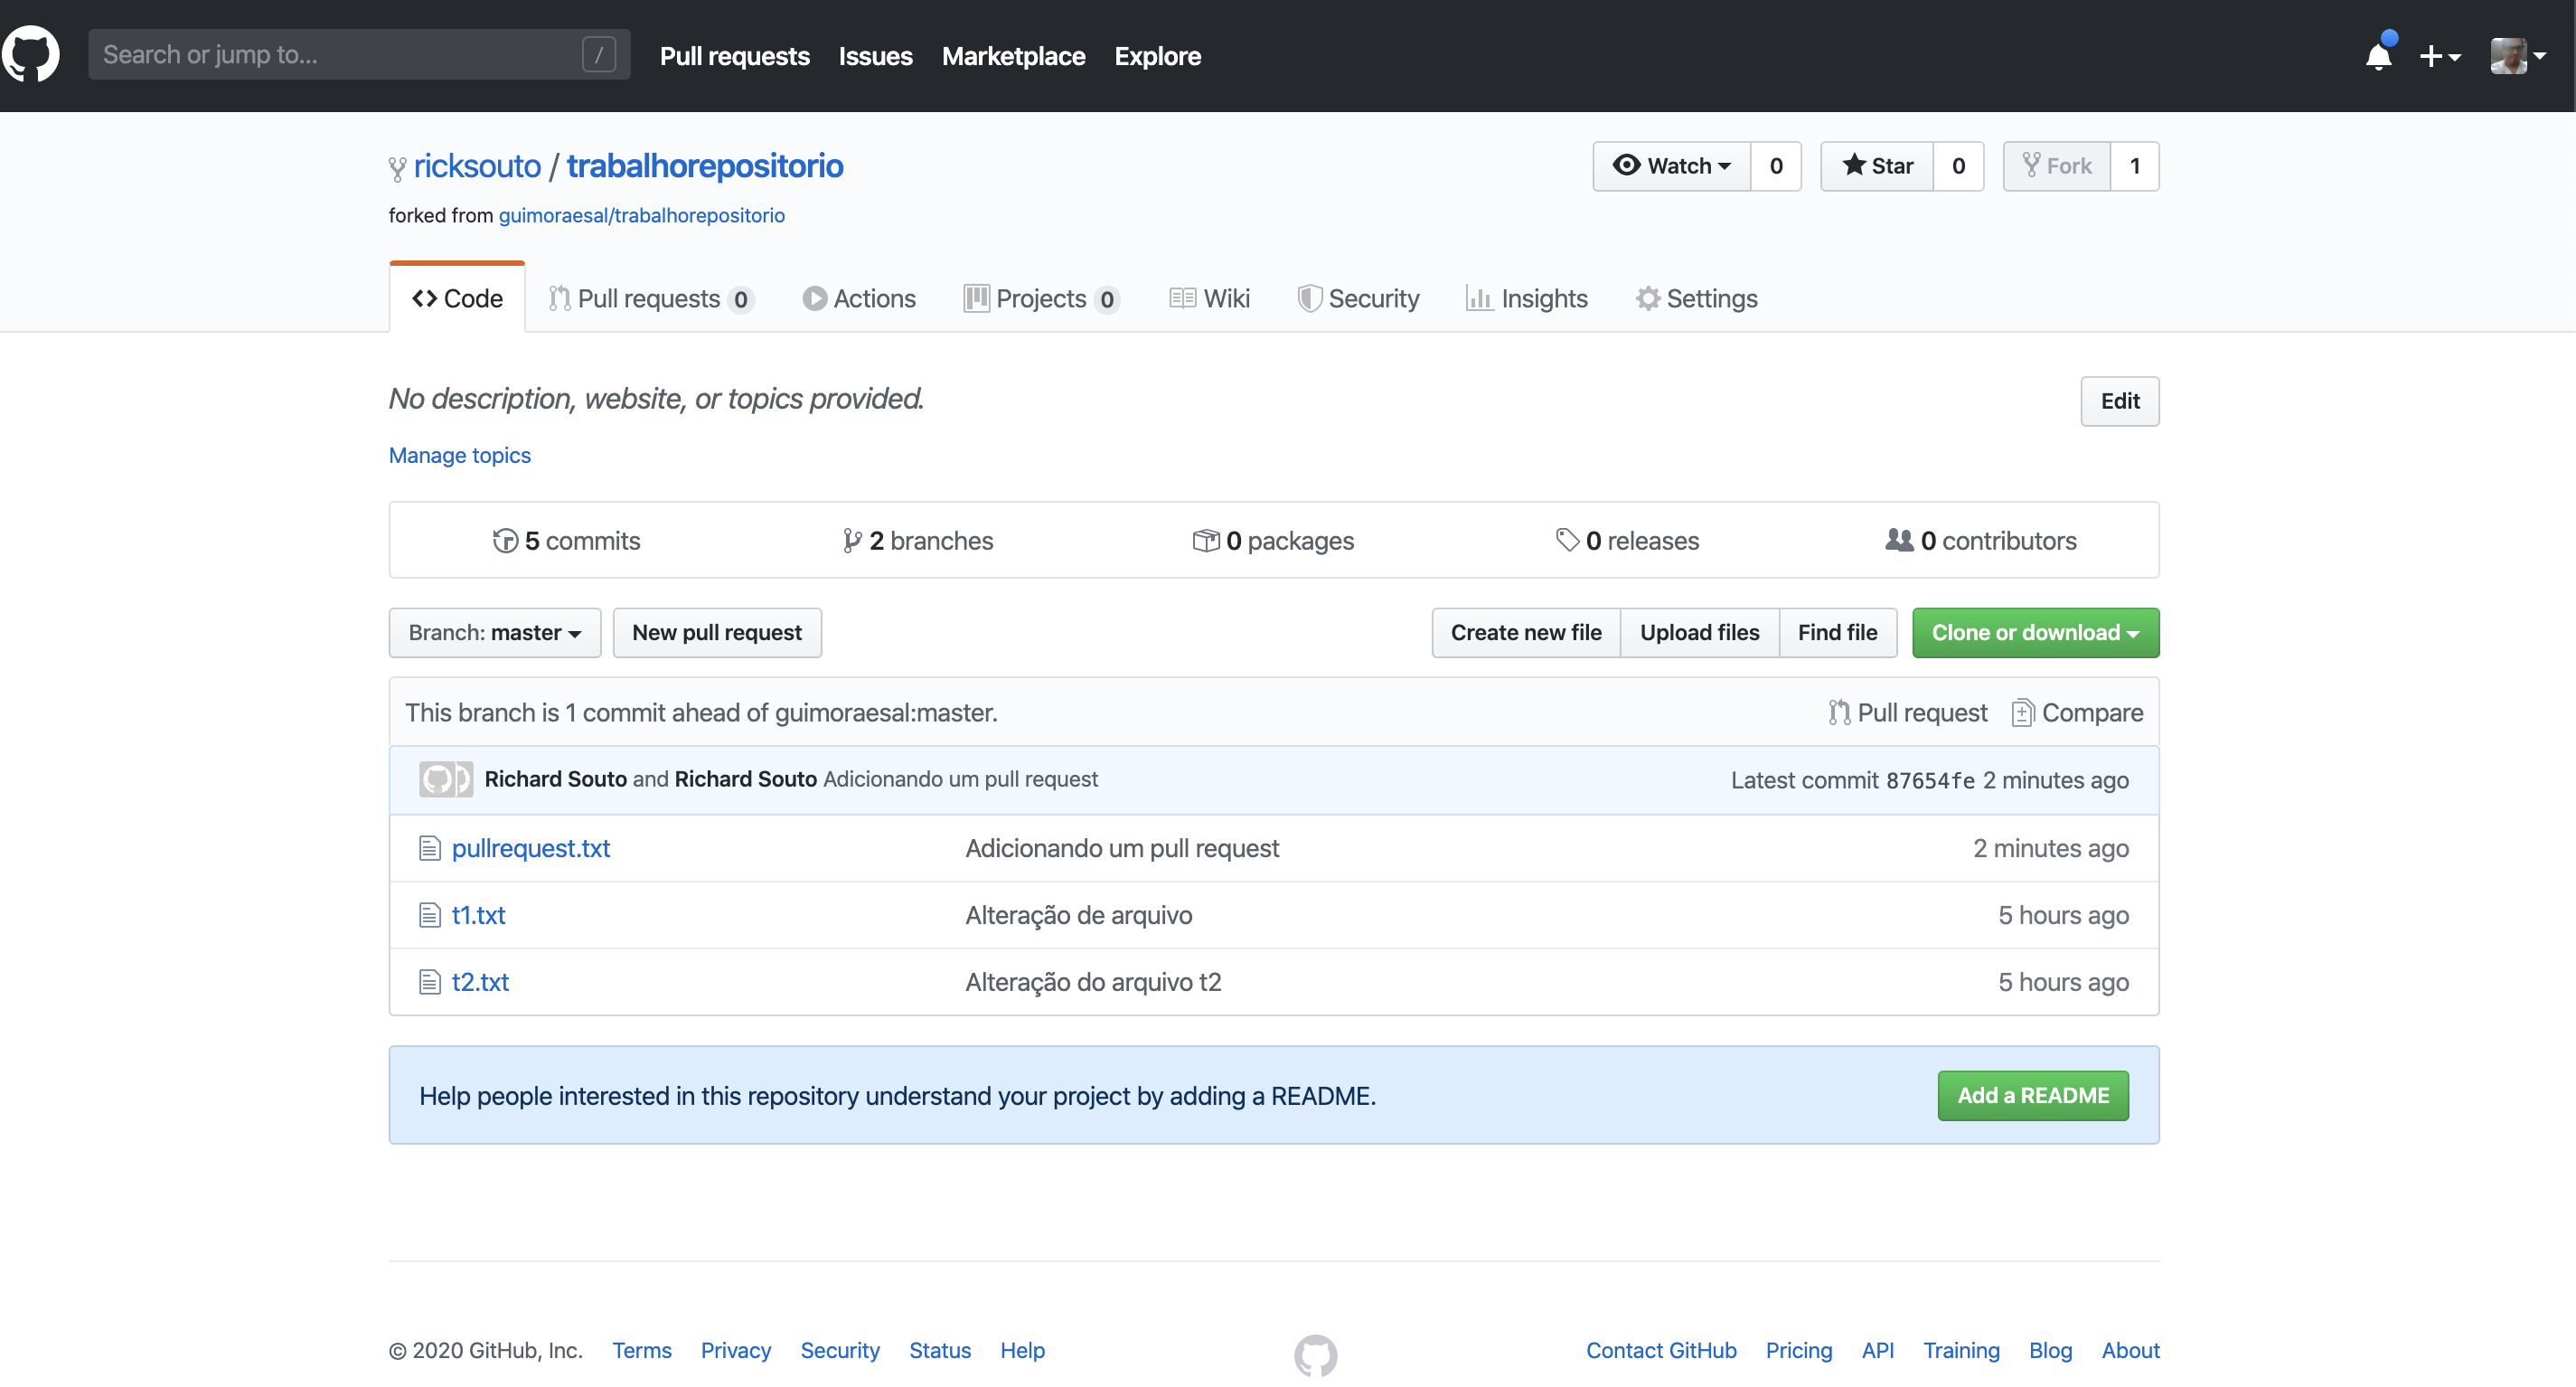 Search or jump to... /
Pull requests Issues Marketplace Explore
ricksouto / trabalhorepositorio
Watch 0 Star 0 Fork 1
forked from guimoraesal/trabalhorepositorio
Code Pull requests 0 Actions Projects 0 Wiki Security Insights Settings
No description, website, or topics provided.
Edit
Manage topics
5 commits 2 branches 0 packages 0 releases 0 contributors
Branch: master New pull request Create new file Upload files Find file Clone or download
This branch is 1 commit ahead of guimoraesal:master. Pull request Compare
Richard Souto and Richard Souto Adicionando um pull request Latest commit 87654fe 2 minutes ago
pullrequest.txt Adicionando um pull request 2 minutes ago
t1.txt Alteração de arquivo 5 hours ago
t2.txt Alteração do arquivo t2 5 hours ago
Help people interested in this repository understand your project by adding a README. Add a README
© 2020 GitHub, Inc. Terms Privacy Security Status Help Contact GitHub Pricing API Training Blog About